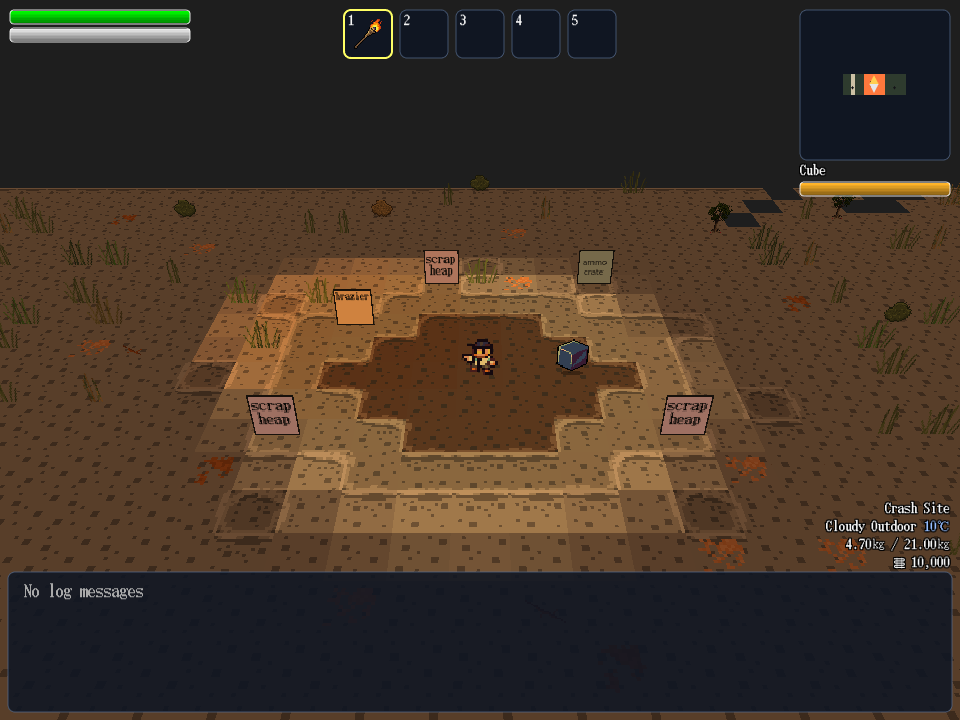 1 2 3 4 5
Cube
scrap
heap
ammo
crate
brazier
scrap
heap
scrap
heap
Crash Site
Cloudy Outdoor 10℃
4.70kg / 21.00kg
10,000
No log messages